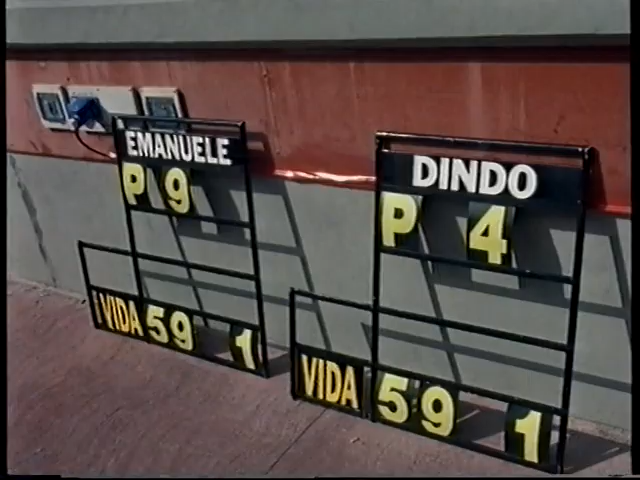 EMANUELE
P 9
VIDA 59 1
DINDO
P 4
VIDA 59 1